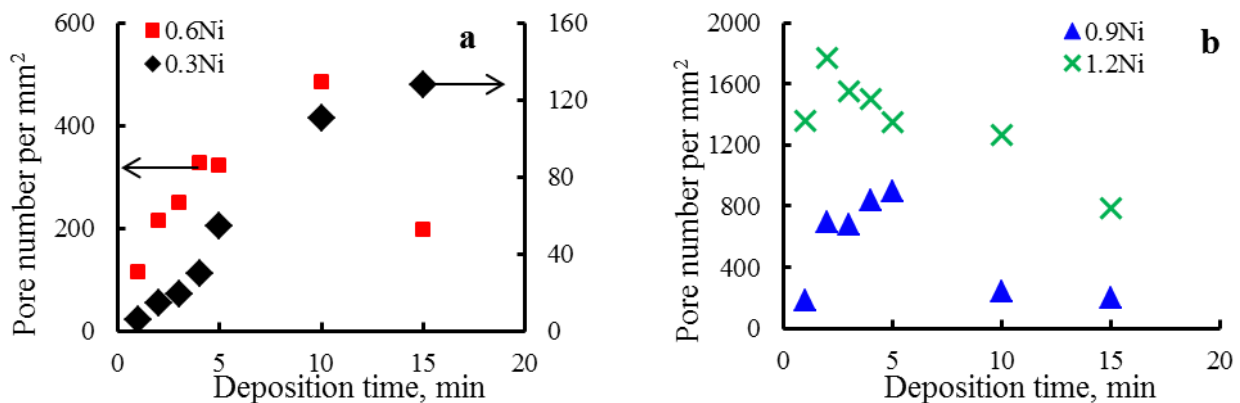 Pore number per mm²
600
400
200
0
0.6Ni
0.3Ni
a
160
120
80
40
0
0 5 10 15 20
Deposition time, min
Pore number per mm²
2000
1600
1200
800
400
0
0.9Ni
1.2Ni
b
0 5 10 15 20
Deposition time, min